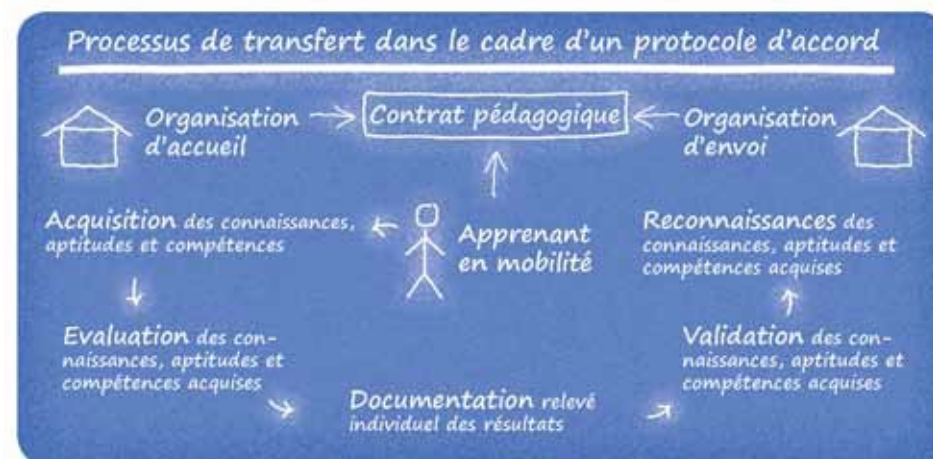 Processus de transfert dans le cadre d'un protocole d'accord
Organisation
d'accueil
Contrat pédagogique
Organisation
d'envoi
Acquisition des connaissances,
aptitudes et compétences
Apprenant
en mobilité
Reconnaissances des
connaissances, aptitudes et
compétences acquises
Evaluation des con-
naissances, aptitudes et
compétences acquises
Validation des con-
naissances, aptitudes et
compétences acquises
Documentation relevé
individuel des résultats